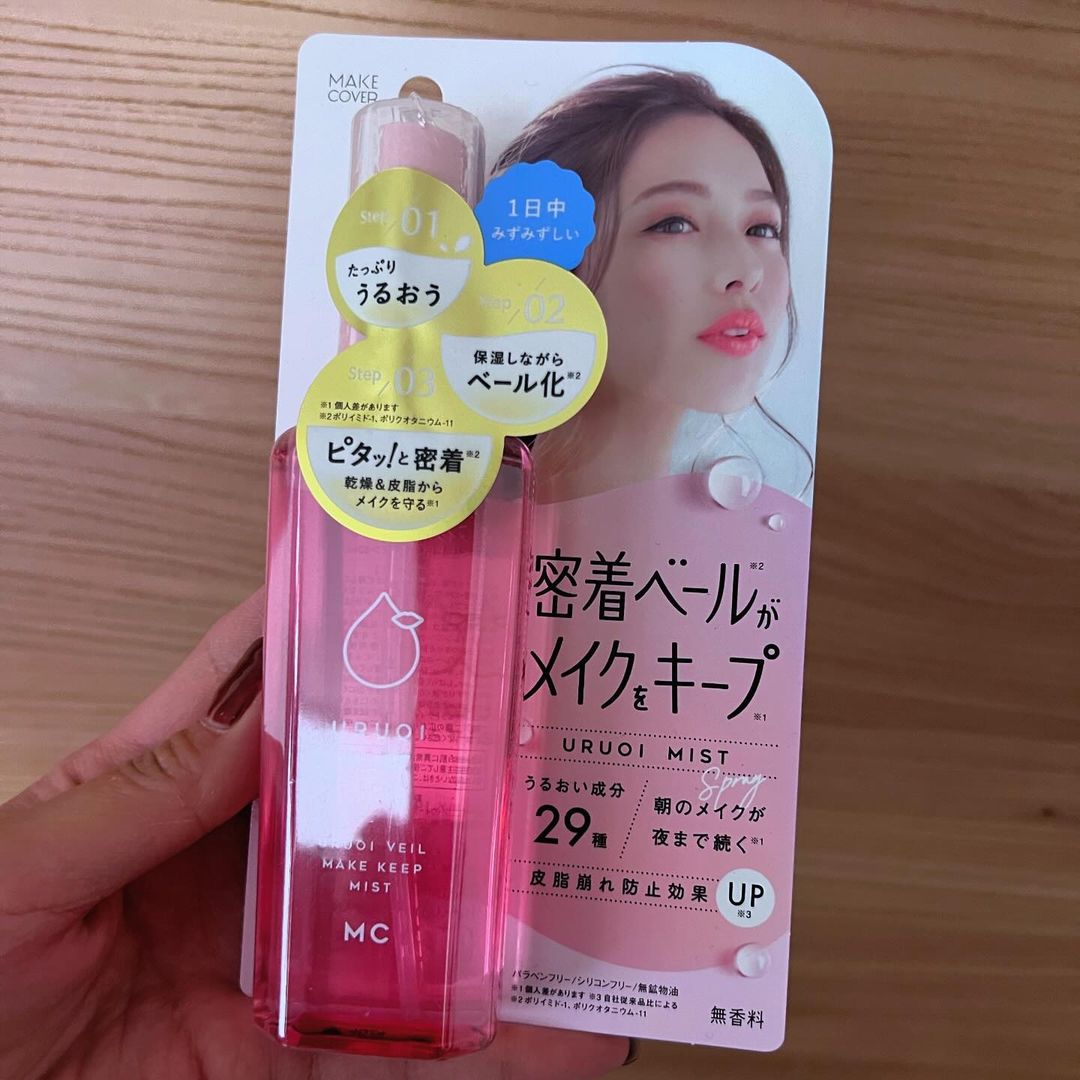 MAKE
COVER
1日中
みずみずしい
Step/01
たっぷり
うるおう
Step/02
保湿しながら
ベール化※2
Step/03
※1個人差があります
※2ポリイミド-1、ポリクオタニウム-11
ピタッ!と密着※2
乾燥&皮脂から
メイクを守る※1
密着ベール※2が
メイクをキープ※1
URUOI MIST
Spray
うるおい成分
29種
朝のメイクが
夜まで続く※1
皮脂崩れ防止効果
UP
※3
URUOI
URUOI VEIL
MAKE KEEP
MIST
MC
パラベンフリー/シリコンフリー/無鉱物油
※1個人差があります ※3自社従来品比による
※2ポリイミド-1、ポリクオタニウム-11
無香料